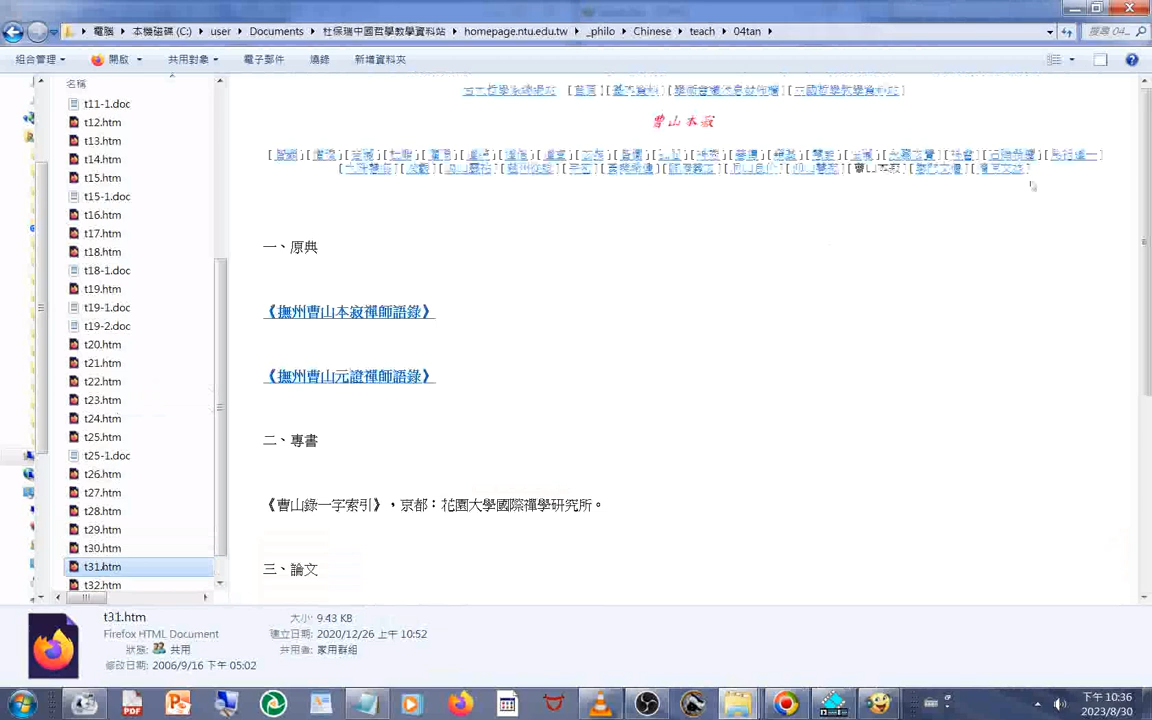 電腦 ▸ 本機磁碟 (C:) ▸ user ▸ Documents ▸ 杜保瑞中國哲學教學資料站 ▸ homepage.ntu.edu.tw ▸ _philo ▸ Chinese ▸ teach ▸ 04tan ▸
搜尋 04...
組合管理 開啟 共用對象 電子郵件 燒錄 新增資料夾
名稱
t11-1.doc
t12.htm
t13.htm
t14.htm
t15.htm
t15-1.doc
t16.htm
t17.htm
t18.htm
t18-1.doc
t19.htm
t19-1.doc
t19-2.doc
t20.htm
t21.htm
t22.htm
t23.htm
t24.htm
t25.htm
t25-1.doc
t26.htm
t27.htm
t28.htm
t29.htm
t30.htm
t31.htm
t32.htm
曹山本寂
一、原典
《撫州曹山本寂禪師語錄》
《撫州曹山元證禪師語錄》
二、專書
《曹山錄一字索引》，京都：花園大學國際禪學研究所。
三、論文
t31.htm
Firefox HTML Document
狀態: 共用
修改日期: 2006/9/16 下午 05:02
大小: 9.43 KB
建立日期: 2020/12/26 上午 10:52
共用者: 家用群組
下午 10:36
2023/8/30